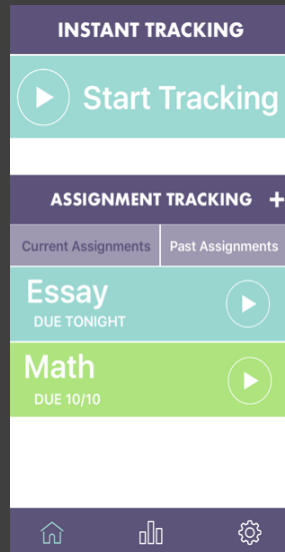 INSTANT TRACKING
Start Tracking
ASSIGNMENT TRACKING +
Current Assignments Past Assignments
Essay
DUE TONIGHT
Math
DUE 10/10